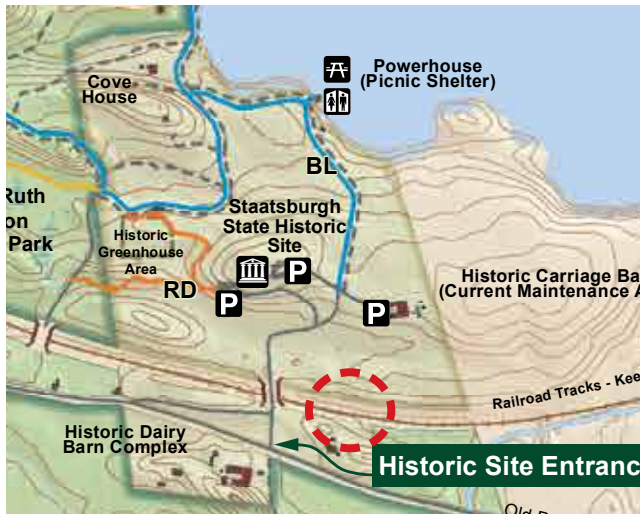 Cove
House
Powerhouse
(Picnic Shelter)
BL
Ruth
on
Park
Staatsburgh
State Historic
Site
Historic
Greenhouse
Area
RD
P
P
P
Historic Carriage Ba
(Current Maintenance A
Railroad Tracks - Kee
Historic Dairy
Barn Complex
Historic Site Entranc